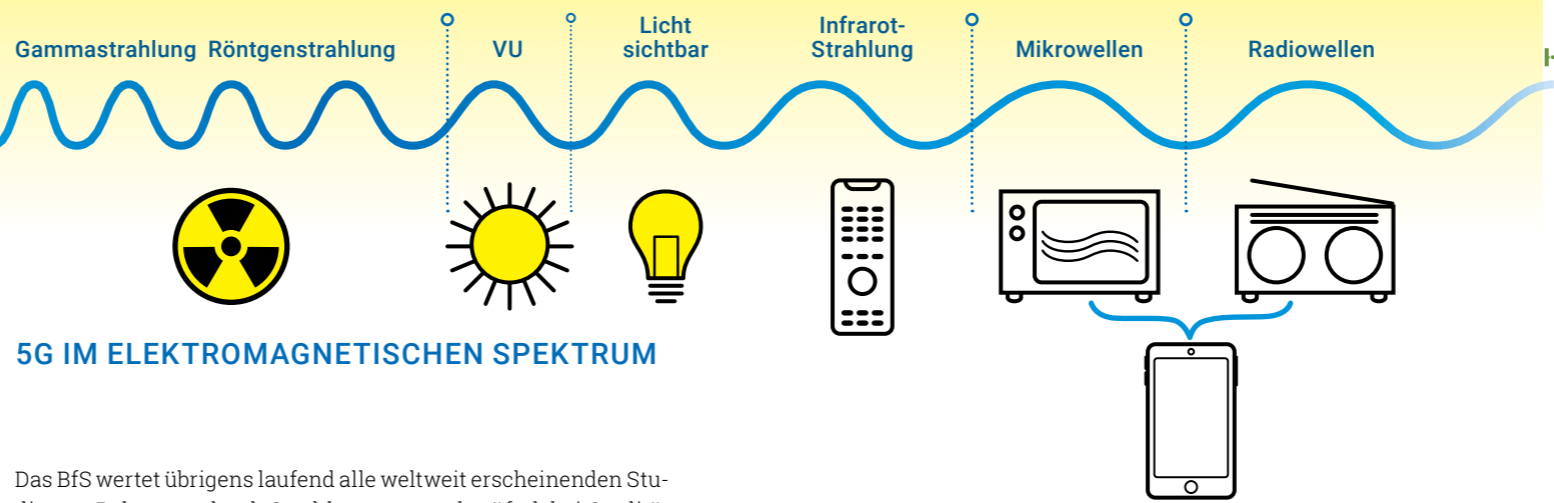 Gammastrahlung Röntgenstrahlung VU Licht sichtbar Infrarot-Strahlung Mikrowellen Radiowellen
5G IM ELEKTROMAGNETISCHEN SPEKTRUM
Das BfS wertet übrigens laufend alle weltweit erscheinenden Stu-